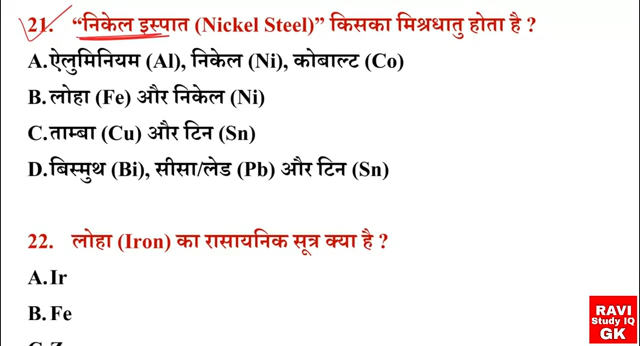 21. “निकेल इस्पात (Nickel Steel)” किसका मिश्रधातु होता है ?
A.ऐलुमिनियम (Al), निकेल (Ni), कोबाल्ट (Co)
B.लोहा (Fe) और निकेल (Ni)
C.ताम्बा (Cu) और टिन (Sn)
D.बिस्मुथ (Bi), सीसा/लेड (Pb) और टिन (Sn)
22. लोहा (Iron) का रासायनिक सूत्र क्या है ?
A.Ir
B.Fe
RAVI
Study IQ
GK